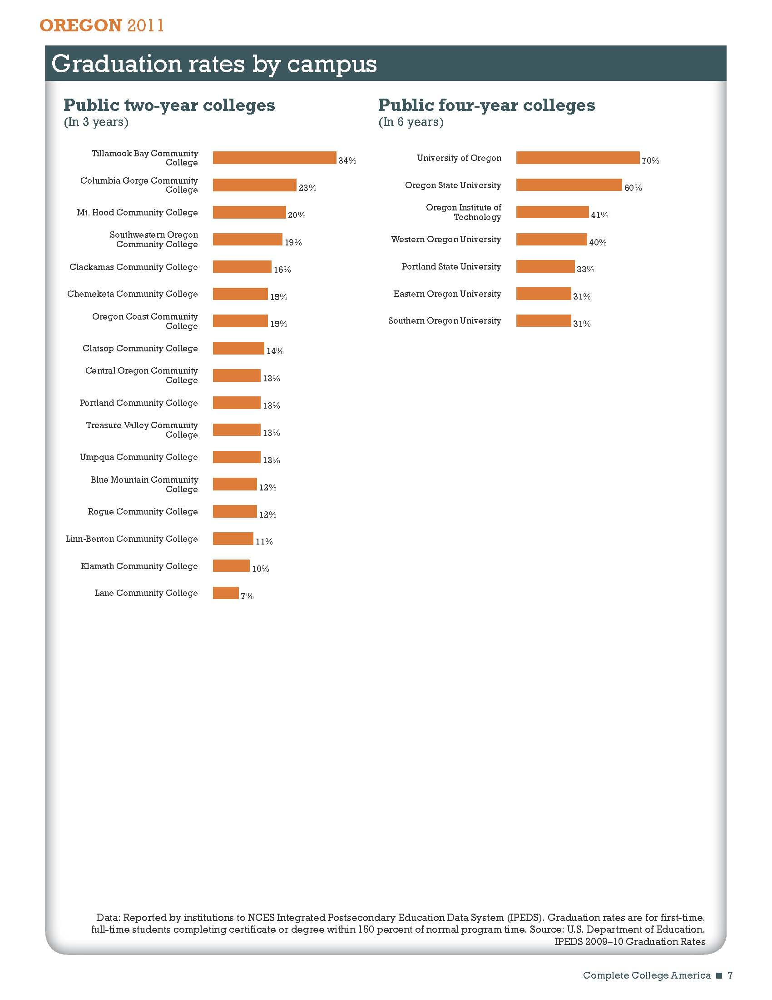 OREGON 2011
Graduation rates by campus
Public two-year colleges
(In 3 years)
Tillamook Bay Community
College
34%
Columbia Gorge Community
College
23%
Mt. Hood Community College
20%
Southwestern Oregon
Community College
19%
Clackamas Community College
16%
Chemeketa Community College
15%
Oregon Coast Community
College
15%
Clatsop Community College
14%
Central Oregon Community
College
13%
Portland Community College
13%
Treasure Valley Community
College
13%
Umpqua Community College
13%
Blue Mountain Community
College
12%
Rogue Community College
12%
Linn-Benton Community College
11%
Klamath Community College
10%
Lane Community College
7%
Public four-year colleges
(In 6 years)
University of Oregon
70%
Oregon State University
60%
Oregon Institute of
Technology
41%
Western Oregon University
40%
Portland State University
33%
Eastern Oregon University
31%
Southern Oregon University
31%
Data: Reported by institutions to NCES Integrated Postsecondary Education Data System (IPEDS). Graduation rates are for first-time,
full-time students completing certificate or degree within 150 percent of normal program time. Source: U.S. Department of Education,
IPEDS 2009–10 Graduation Rates
Complete College America ■ 7